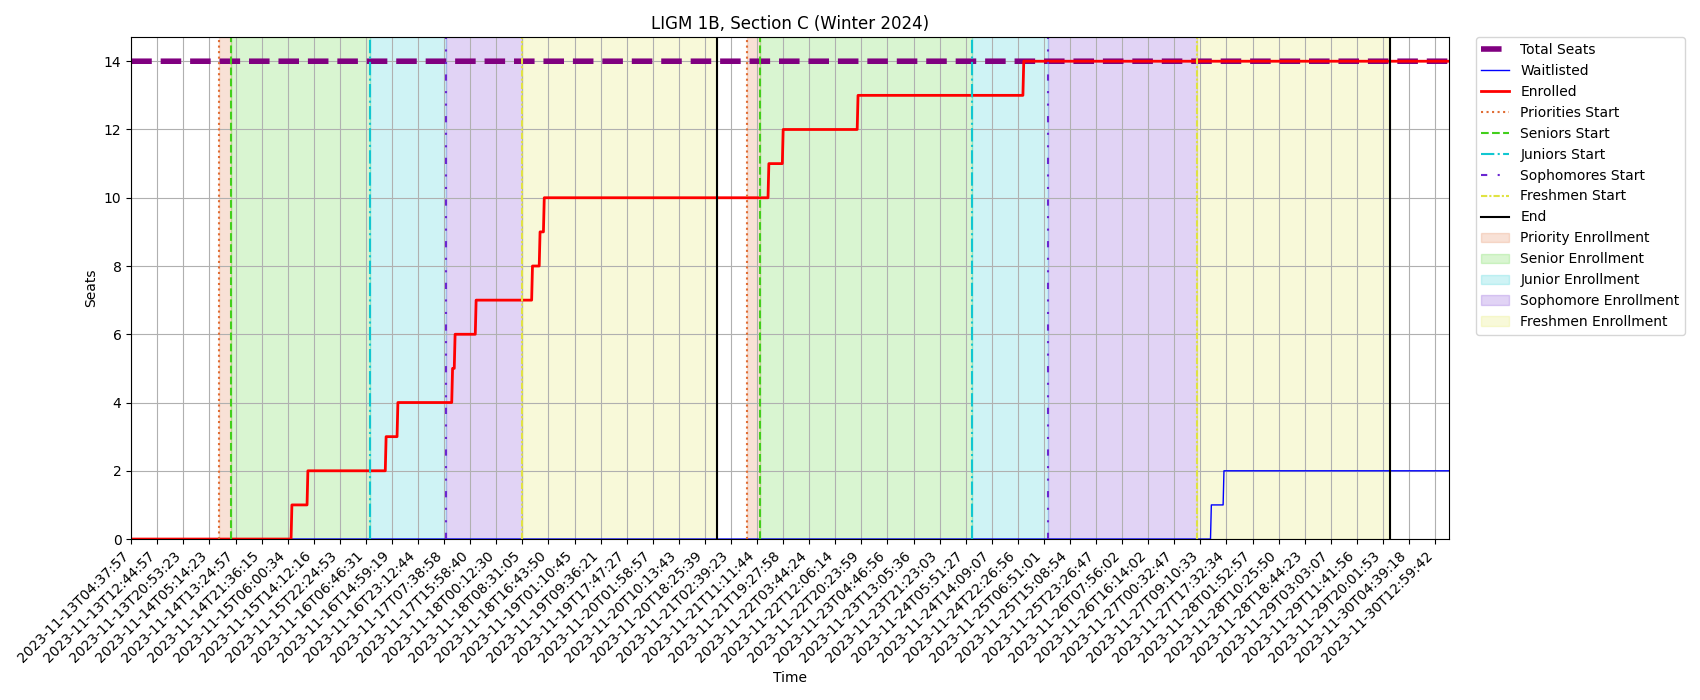 LIGM 1B, Section C (Winter 2024)
Total Seats
Waitlisted
Enrolled
Priorities Start
Seniors Start
Juniors Start
Sophomores Start
Freshmen Start
End
Priority Enrollment
Senior Enrollment
Junior Enrollment
Sophomore Enrollment
Freshmen Enrollment
Seats
14
12
10
8
6
4
2
0
2023-11-13T04:37:57
2023-11-13T12:44:57
2023-11-13T20:53:23
2023-11-14T05:14:23
2023-11-14T13:24:57
2023-11-14T21:36:15
2023-11-15T06:00:34
2023-11-15T14:12:16
2023-11-15T22:24:53
2023-11-16T06:46:31
2023-11-16T14:59:19
2023-11-16T23:12:44
2023-11-17T07:38:58
2023-11-17T15:58:40
2023-11-18T00:12:30
2023-11-18T08:31:05
2023-11-18T16:43:50
2023-11-19T01:10:45
2023-11-19T09:36:21
2023-11-19T17:47:27
2023-11-20T01:58:57
2023-11-20T10:13:43
2023-11-20T18:25:39
2023-11-21T02:39:23
2023-11-21T11:11:44
2023-11-21T19:27:58
2023-11-22T03:44:24
2023-11-22T12:06:14
2023-11-22T20:23:59
2023-11-23T04:46:56
2023-11-23T13:05:36
2023-11-23T21:23:03
2023-11-24T05:51:27
2023-11-24T14:09:07
2023-11-24T22:26:56
2023-11-25T06:51:01
2023-11-25T15:08:54
2023-11-25T23:26:47
2023-11-26T07:56:02
2023-11-26T16:14:02
2023-11-27T00:32:47
2023-11-27T09:10:33
2023-11-27T17:32:34
2023-11-28T01:52:57
2023-11-28T10:25:50
2023-11-28T18:44:23
2023-11-29T03:03:07
2023-11-29T11:41:56
2023-11-29T20:01:53
2023-11-30T04:39:18
2023-11-30T12:59:42
Time